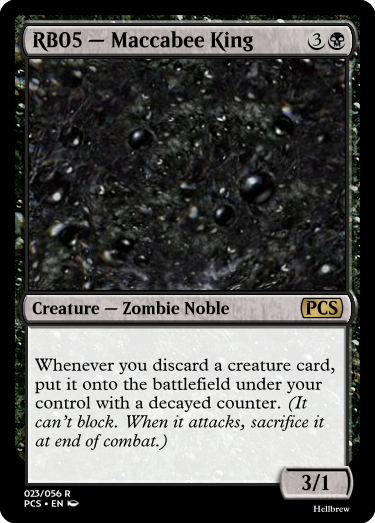 RB05 — Maccabee King
3
Creature — Zombie Noble
PCS
Whenever you discard a creature card,
put it onto the battlefield under your
control with a decayed counter. (It
can't block. When it attacks, sacrifice it
at end of combat.)
3/1
023/056 R
PCS • EN
Hellbrew